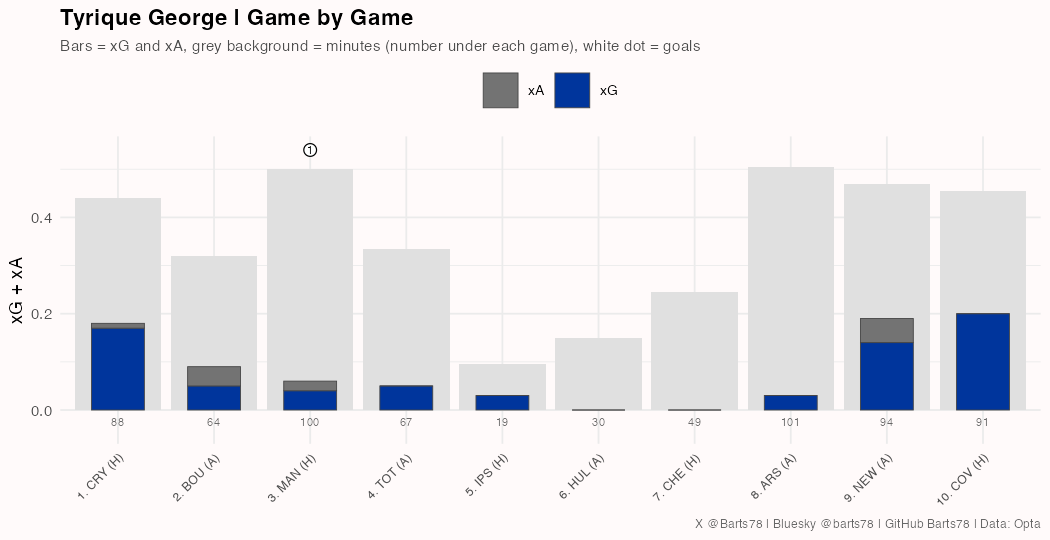 Tyrique George | Game by Game
Bars = xG and xA, grey background = minutes (number under each game), white dot = goals
xA xG
xG + xA
0.4
0.2
0.0
1
88 64 100 67 19 30 49 101 94 91
1. CRY (H) 2. BOU (A) 3. MAN (H) 4. TOT (A) 5. IPS (H) 6. HUL (A) 7. CHE (H) 8. ARS (A) 9. NEW (A) 10. COV (H)
X @Barts78 | Bluesky @barts78 | GitHub Barts78 | Data: Opta